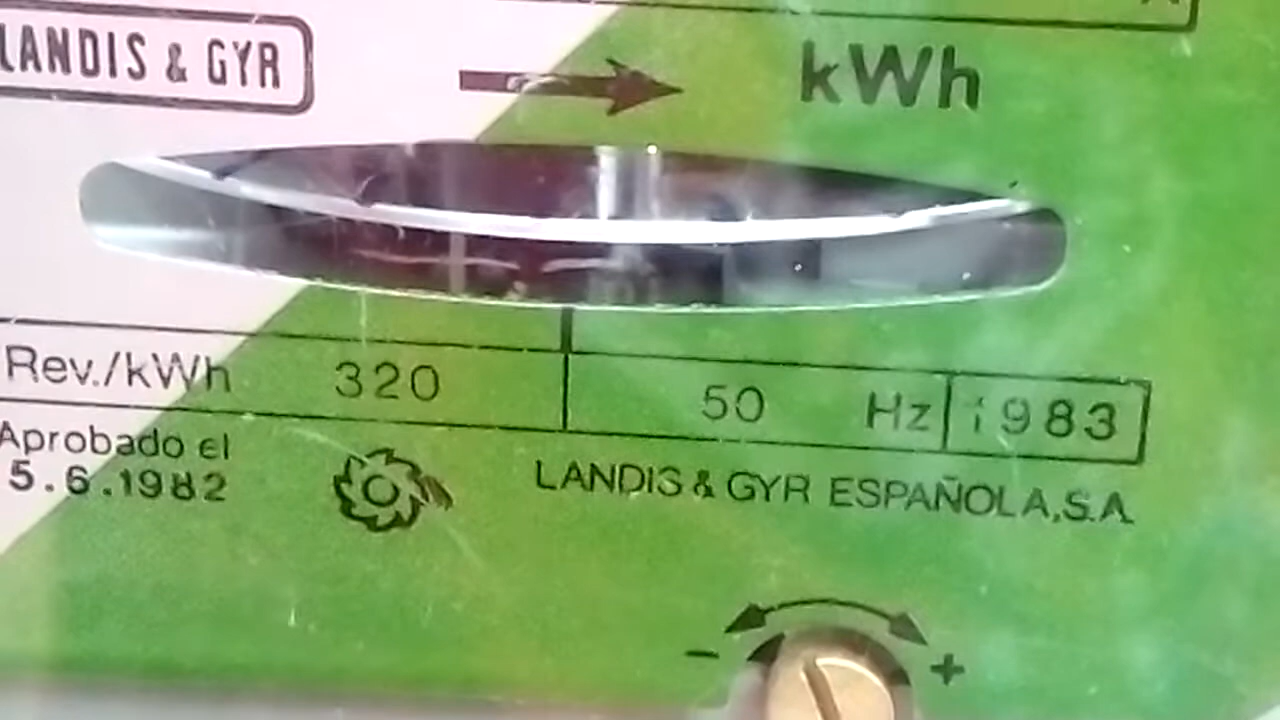 LANDIS & GYR
kWh
Rev./kWh 320 50 Hz 1983
Aprobado el
5.6.1982
LANDIS & GYR ESPAÑOLA, S.A.
- +